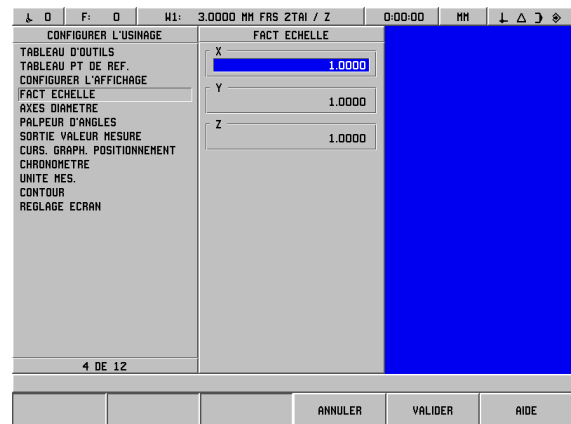 0 F: 0 W1: 3.0000 MM FRS 2TAI / Z 0:00:00 MM
CONFIGURER L'USINAGE
TABLEAU D'OUTILS
TABLEAU PT DE REF.
CONFIGURER L'AFFICHAGE
FACT ECHELLE
AXES DIAMETRE
PALPEUR D'ANGLES
SORTIE VALEUR MESURE
CURS. GRAPH. POSITIONNEMENT
CHRONOMETRE
UNITE MES.
CONTOUR
REGLAGE ECRAN
4 DE 12
FACT ECHELLE
X
1.0000
Y
1.0000
Z
1.0000
ANNULER VALIDER AIDE